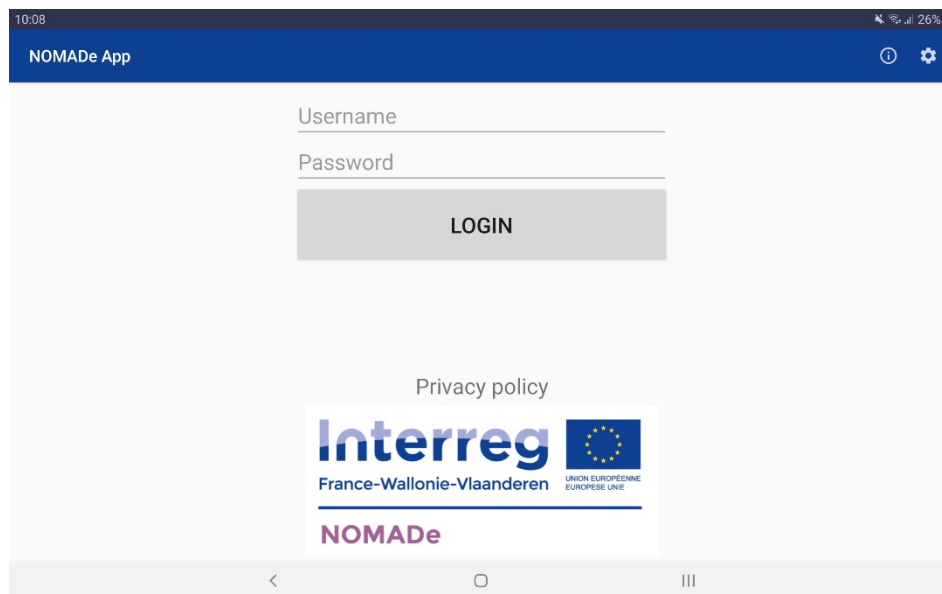 10:08 26%
NOMADe App
Username
Password
LOGIN
Privacy policy
Interreg
France-Wallonie-Vlaanderen
UNION EUROPÉENNE
EUROPESE UNIE
NOMADe